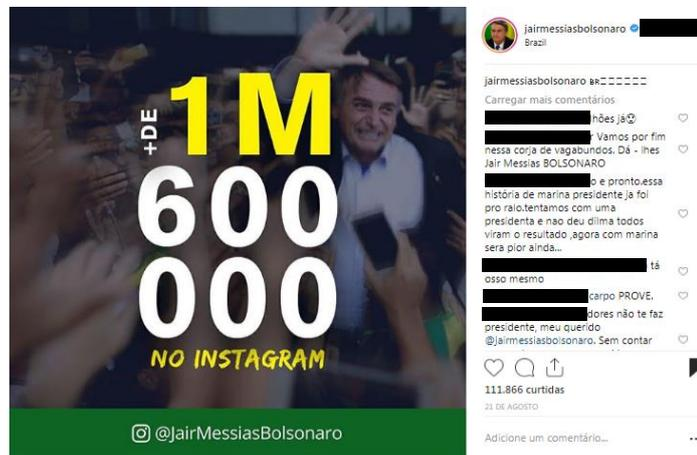 +DE
1M
600
000
NO INSTAGRAM
@JairMessiasBolsonaro
jairmessiasbolsonaro
Brazil
jairmessiasbolsonaro BR
Carregar mais comentários
hões já
r Vamos por fim
nessa corja de vagabundos. Dá - lhes
Jair Messias BOLSONARO
o e pronto.essa
história de marina presidente ja foi
pro raio.tentamos com uma
presidenta e nao deu dilma todos
viram o resultado ,agora com marina
sera pior ainda...
tá
osso mesmo
carpo PROVE.
dores não te faz
presidente, meu querido
@jairmessiasbolsonaro. Sem contar
111.866 curtidas
21 DE AGOSTO
Adicione um comentário...